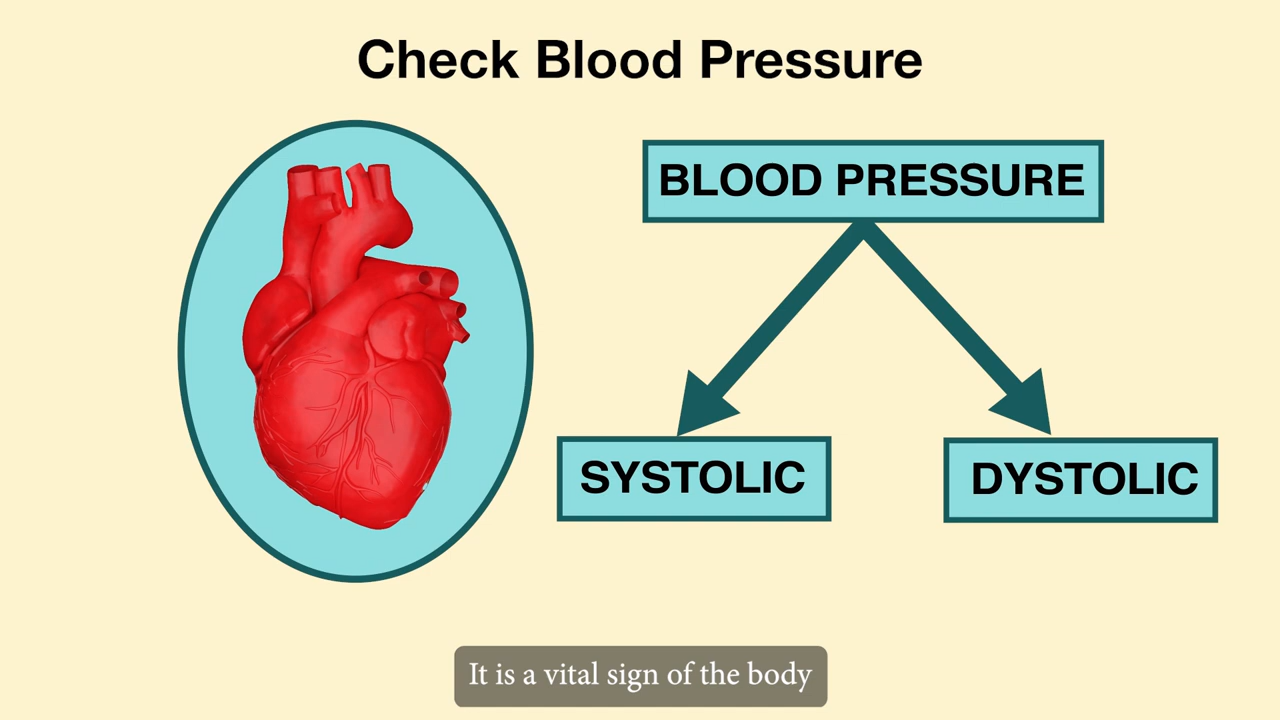 Check Blood Pressure
BLOOD PRESSURE
SYSTOLIC
DYSTOLIC
It is a vital sign of the body